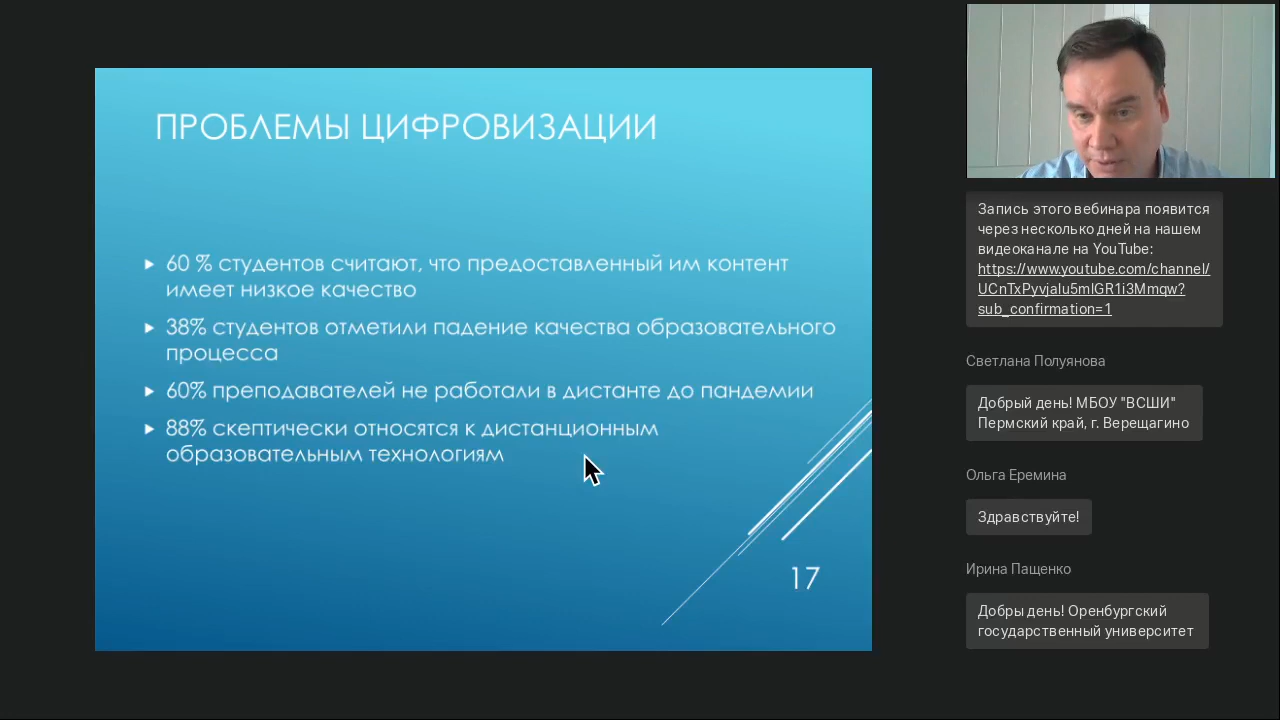 ПРОБЛЕМЫ ЦИФРОВИЗАЦИИ
60 % студентов считают, что предоставленный им контент
имеет низкое качество
38% студентов отметили падение качества образовательного
процесса
60% преподавателей не работали в дистанте до пандемии
88% скептически относятся к дистанционным
образовательным технологиям
17
Запись этого вебинара появится
через несколько дней на нашем
видеоканале на YouTube:
https://www.youtube.com/channel/
UCnTxPyvjalu5mlGR1i3Mmqw?
sub_confirmation=1
Светлана Полуянова
Добрый день! МБОУ "ВСШИ"
Пермский край, г. Верещагино
Ольга Еремина
Здравствуйте!
Ирина Пащенко
Добры день! Оренбургский
государственный университет